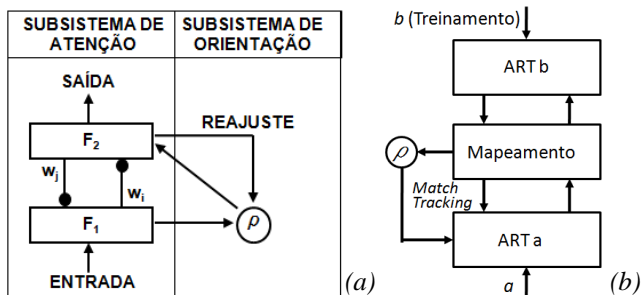 SUBSISTEMA DE
ATENÇÃO
SUBSISTEMA DE
ORIENTAÇÃO
SAÍDA
F2
REAJUSTE
wj
wi
F1
ρ
ENTRADA
(a)
b (Treinamento)
ART b
Mapeamento
ρ
Match
Tracking
ART a
a
(b)